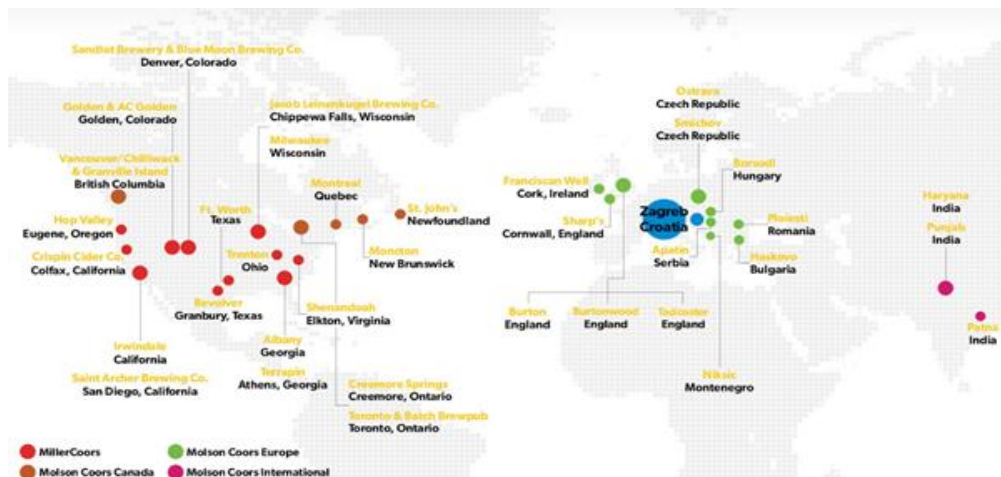 Sandlot Brewery & Blue Moon Brewing Co.
Denver, Colorado
Golden & AC Golden
Golden, Colorado
Jacob Leinenkugel Brewing Co.
Chippewa Falls, Wisconsin
Milwaukee
Wisconsin
Vancouver/Chilliwack
& Granville Island
British Columbia
Montreal
Quebec
St. John's
Newfoundland
Hop Valley
Eugene, Oregon
Ft. Worth
Texas
Crispin Cider Co.
Colfax, California
Trenton
Ohio
Moncton
New Brunswick
Revolver
Granbury, Texas
Shenandoah
Elkton, Virginia
Irwindale
California
Albany
Georgia
Saint Archer Brewing Co.
San Diego, California
Terrapin
Athens, Georgia
Creemore Springs
Creemore, Ontario
Toronto & Batch Brewpub
Toronto, Ontario
Ostrava
Czech Republic
Smichov
Czech Republic
Borsodi
Hungary
Franciscan Well
Cork, Ireland
Sharp's
Cornwall, England
Zagreb
Croatia
Ploiesti
Romania
Apatin
Serbia
Haskovo
Bulgaria
Burton
England
Burtonwood
England
Tadcaster
England
Niksic
Montenegro
Haryana
India
Punjab
India
Patna
India
MillerCoors
Molson Coors Canada
Molson Coors Europe
Molson Coors International